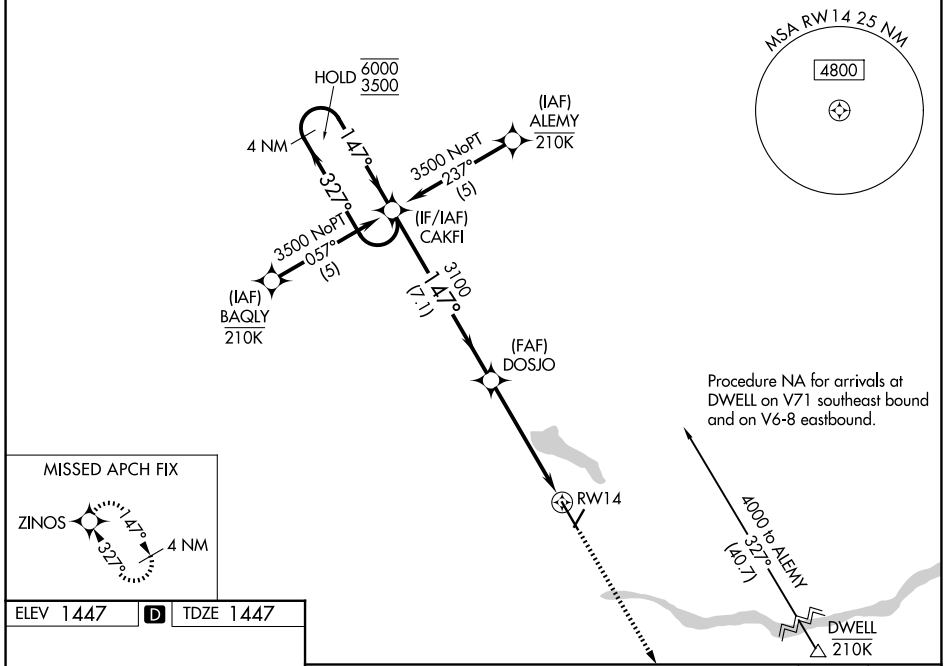 MSA RW14 25 NM
4800
HOLD 6000
3500
4 NM
147°
327°
(IAF)
ALEMY
210K
3500 NoPT
237°
(5)
(IF/IAF)
CAKFI
3500 NoPT
057°
(5)
(IAF)
BAQLY
210K
3100
147°
(7.1)
(FAF)
DOSJO
Procedure NA for arrivals at
DWELL on V71 southeast bound
and on V6-8 eastbound.
RW14
4000 to ALEMY
327°
(40.7)
DWELL
210K
MISSED APCH FIX
ZINOS
147°
327°
4 NM
ELEV 1447 D TDZE 1447